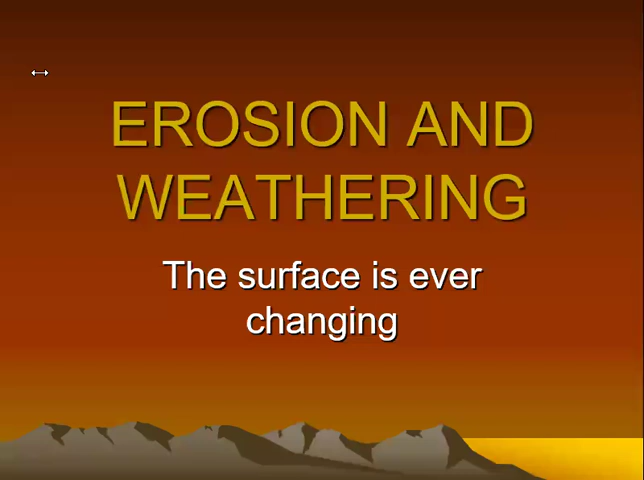 EROSION AND
WEATHERING
The surface is ever
changing